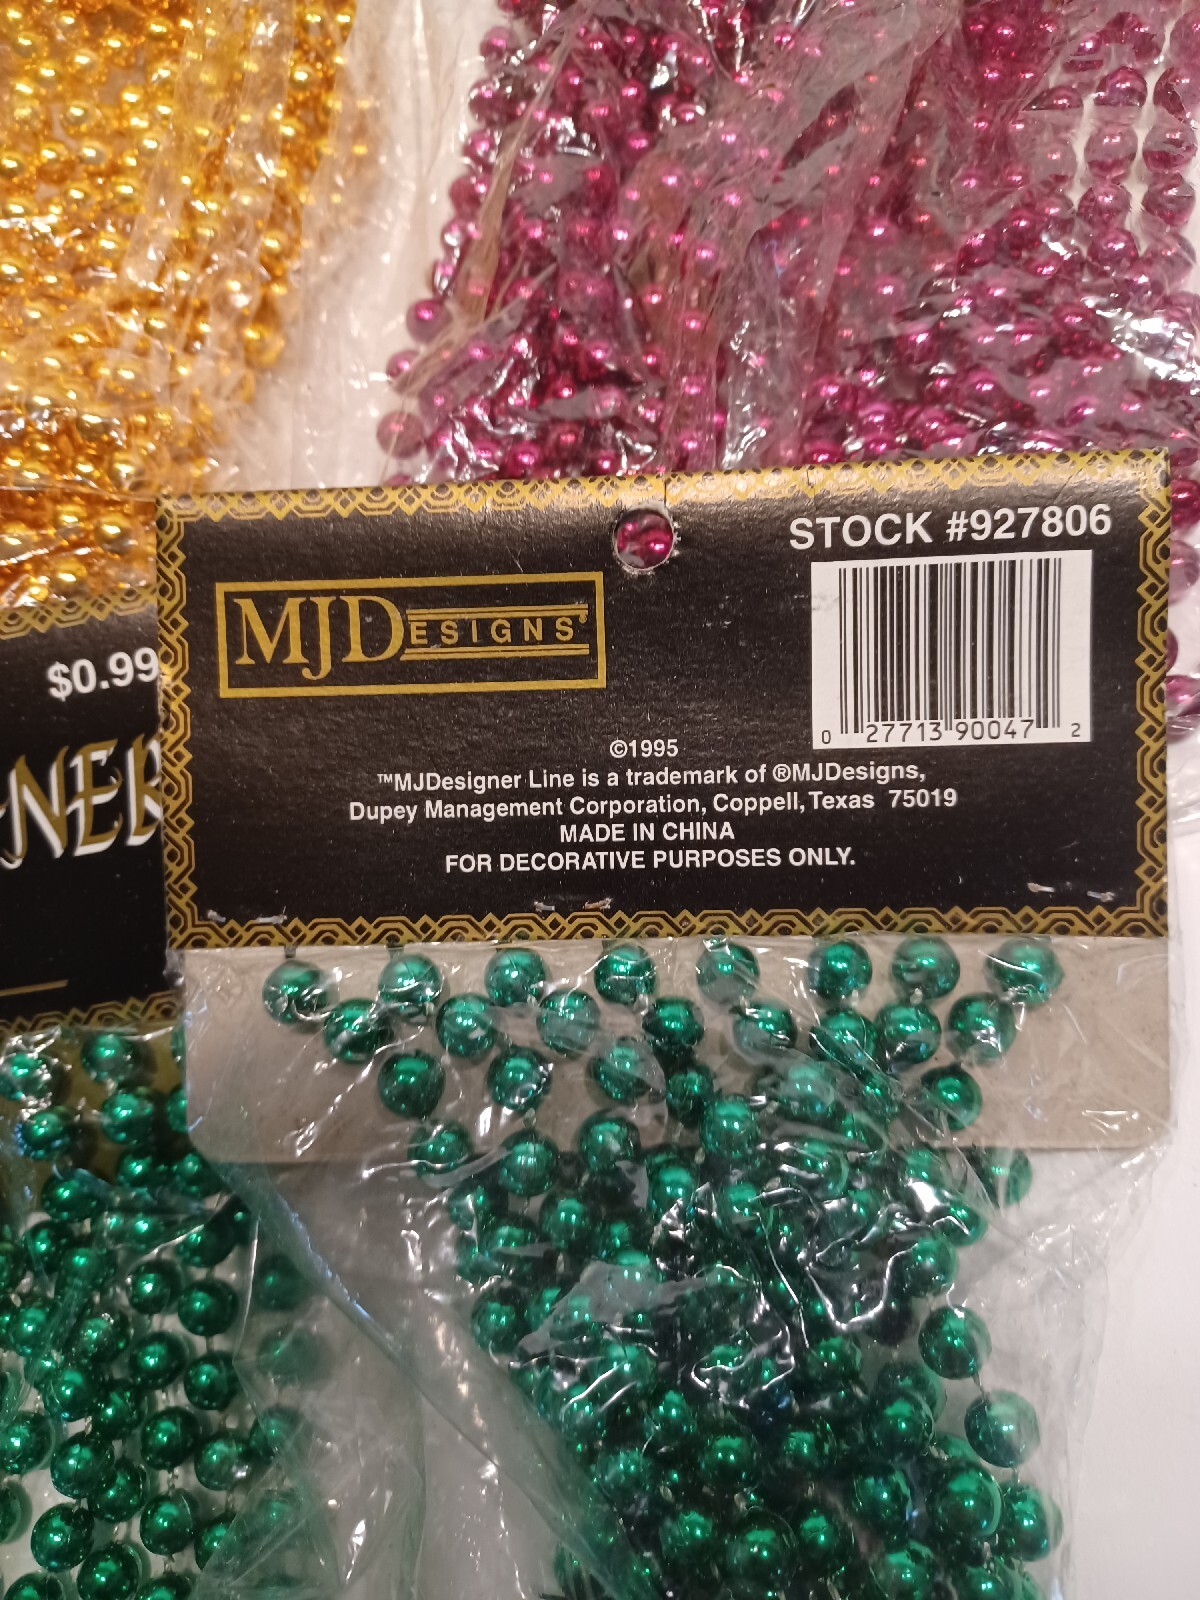 STOCK #927806
MJDESIGNS®
0 27713 90047 2
$0.99
©1995
™MJDesigner Line is a trademark of ®MJDesigns,
Dupey Management Corporation, Coppell, Texas 75019
MADE IN CHINA
FOR DECORATIVE PURPOSES ONLY.